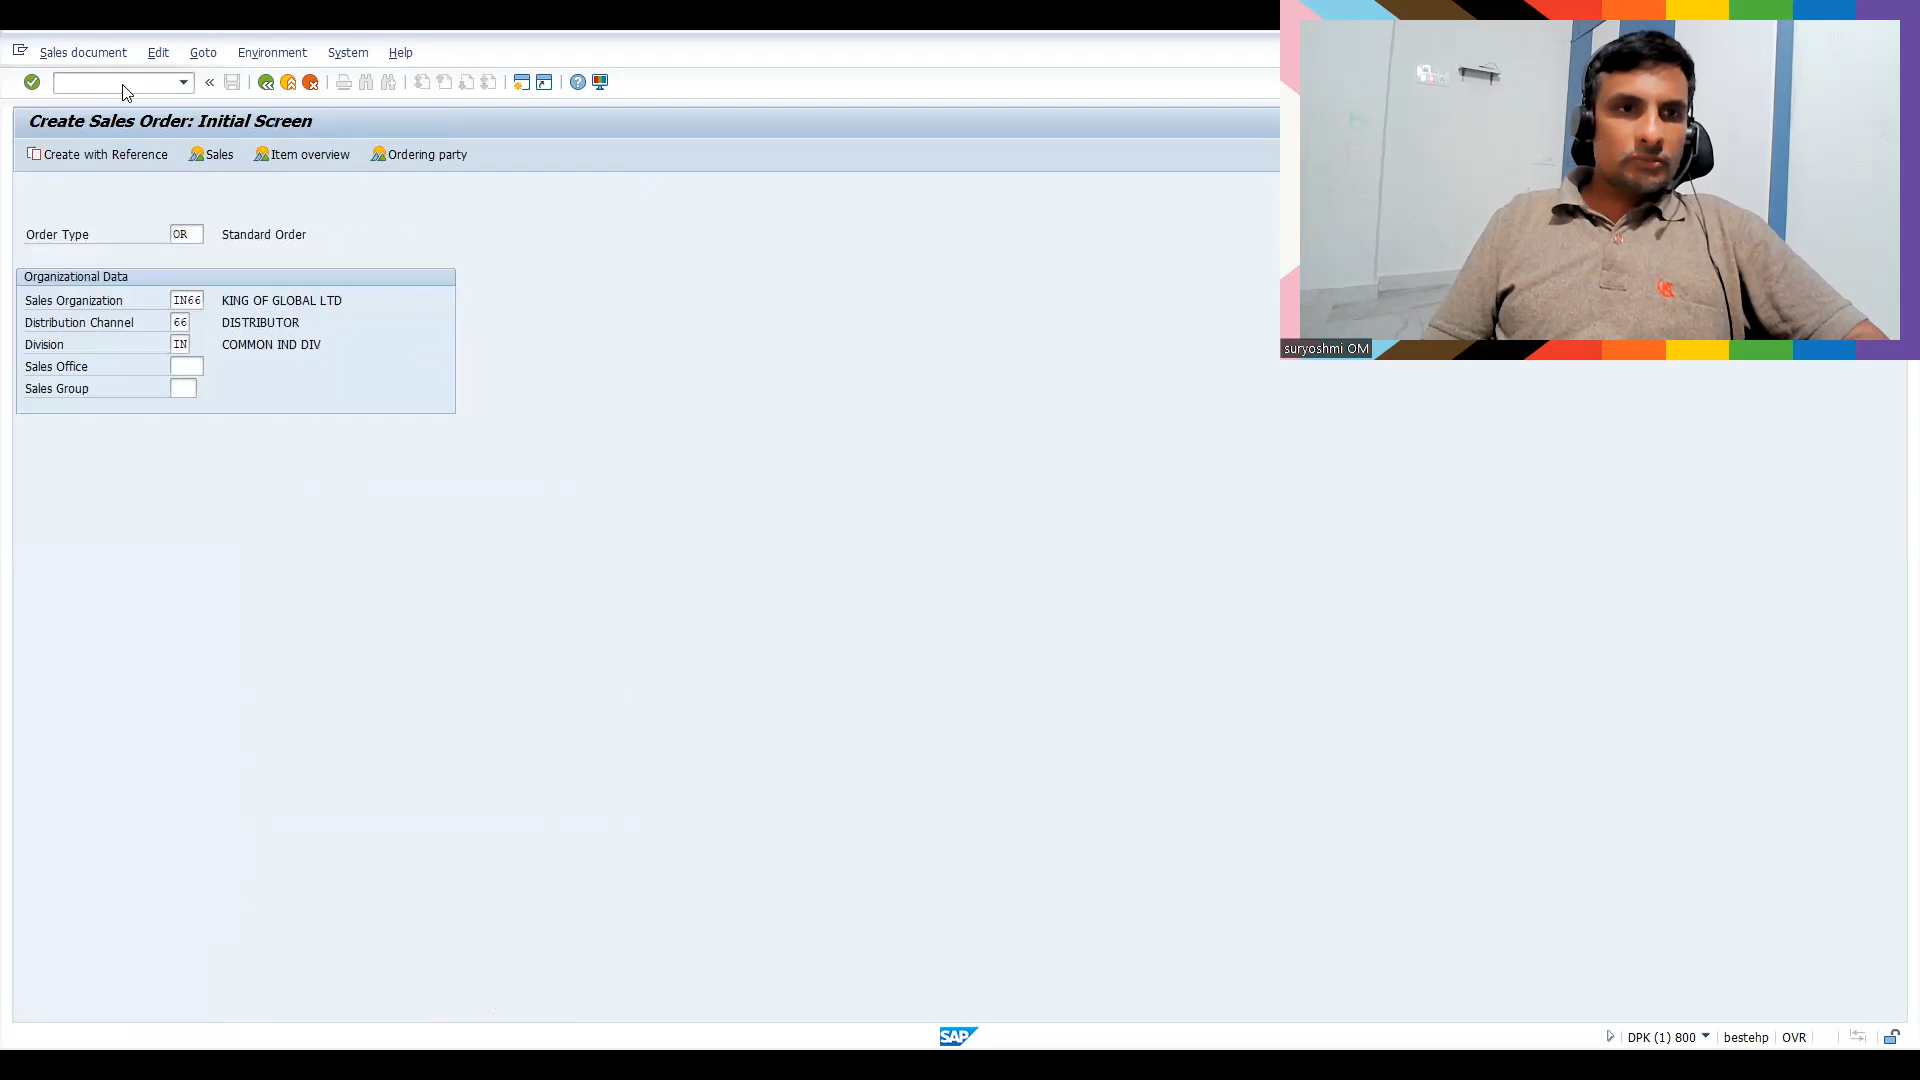 Sales document Edit Goto Environment System Help
Create Sales Order: Initial Screen
Create with Reference Sales Item overview Ordering party
Order Type OR Standard Order
Organizational Data
Sales Organization IN66 KING OF GLOBAL LTD
Distribution Channel 66 DISTRIBUTOR
Division IN COMMON IND DIV
Sales Office
Sales Group
suryoshmi OM
SAP
DPK (1) 800 bestehp OVR